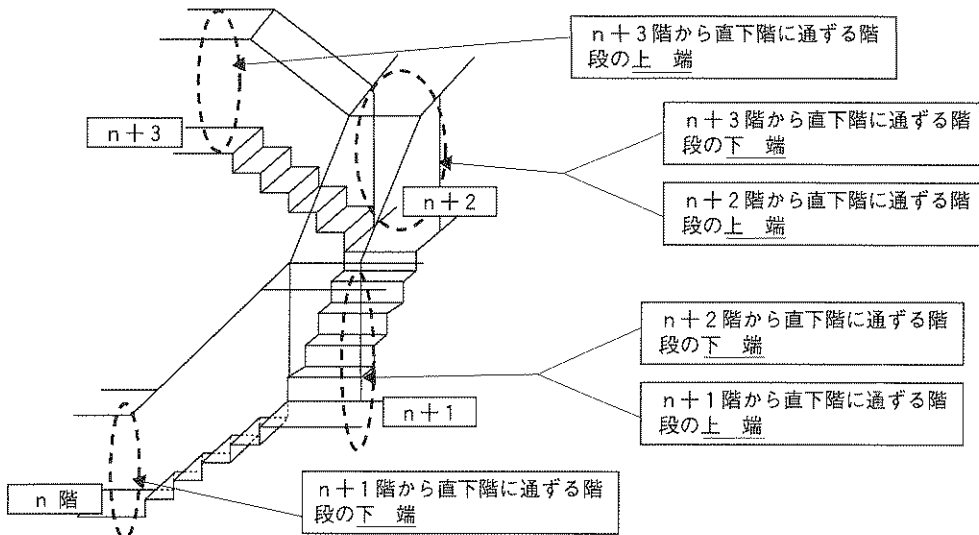 n+3階から直下階に通ずる階
段の上 端
n+3
n+3階から直下階に通ずる階
段の下 端
n+2
n+2階から直下階に通ずる階
段の上 端
n+2階から直下階に通ずる階
段の下 端
n+1
n+1階から直下階に通ずる階
段の上 端
n 階
n+1階から直下階に通ずる階
段の下 端